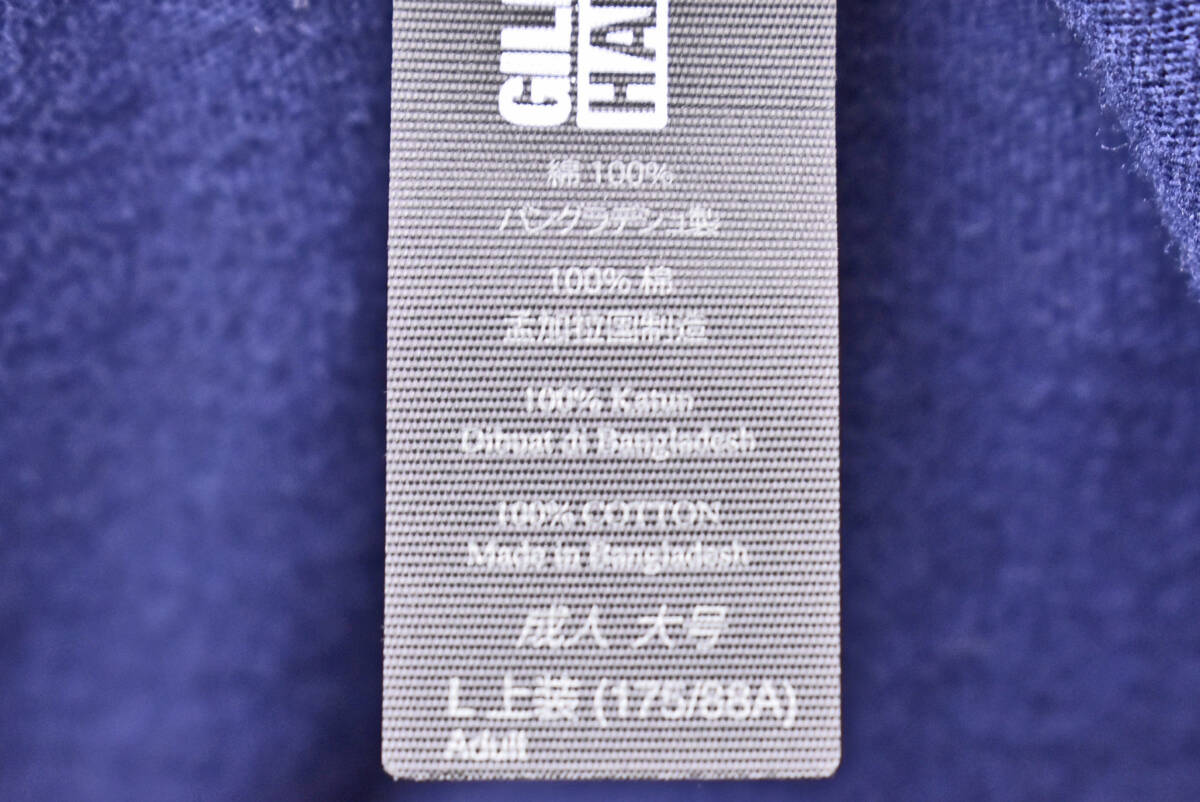 綿 100%
バングラデシュ製
100% 棉
孟加拉国制造
100% Katun
Dibuat di Bangladesh
100% COTTON
Made in Bangladesh
成人 大号
L 上装 (175/88A)
Adult